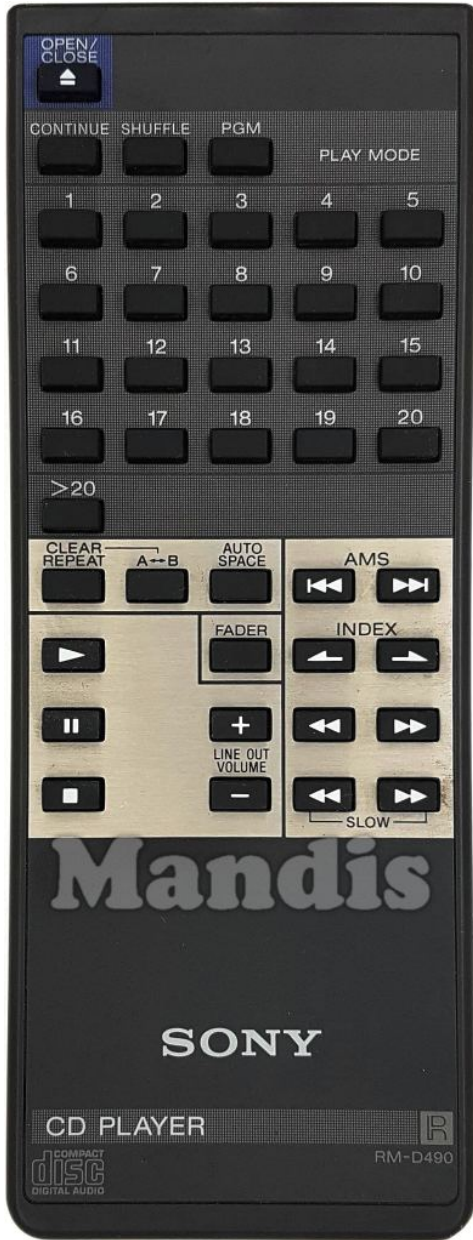 OPEN/
CLOSE
CONTINUE SHUFFLE PGM
PLAY MODE
1 2 3 4 5
6 7 8 9 10
11 12 13 14 15
16 17 18 19 20
>20
CLEAR
REPEAT A↔B AUTO
SPACE AMS
FADER INDEX
+
LINE OUT
VOLUME
−
SLOW
Mandis
SONY
CD PLAYER R
COMPACT
disc
DIGITAL AUDIO
RM-D490